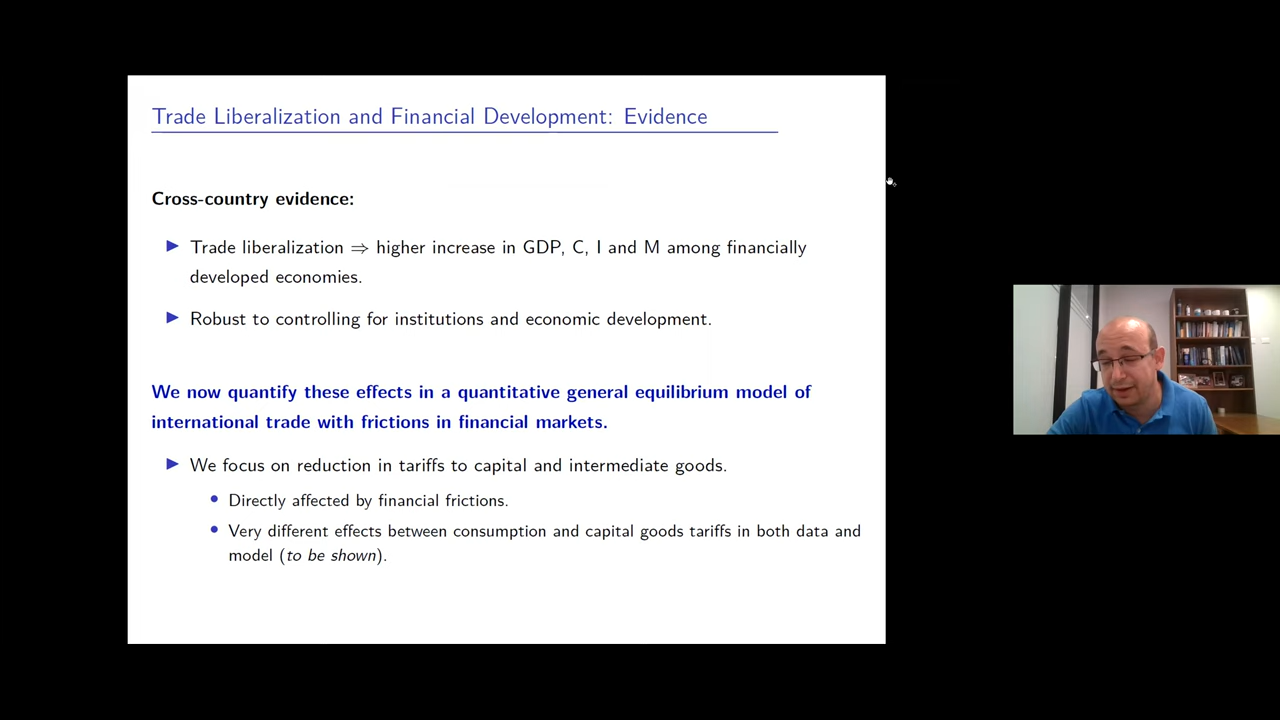 Trade Liberalization and Financial Development: Evidence
Cross-country evidence:
▶ Trade liberalization ⇒ higher increase in GDP, C, I and M among financially
developed economies.
▶ Robust to controlling for institutions and economic development.
We now quantify these effects in a quantitative general equilibrium model of
international trade with frictions in financial markets.
▶ We focus on reduction in tariffs to capital and intermediate goods.
• Directly affected by financial frictions.
• Very different effects between consumption and capital goods tariffs in both data and
model (to be shown).